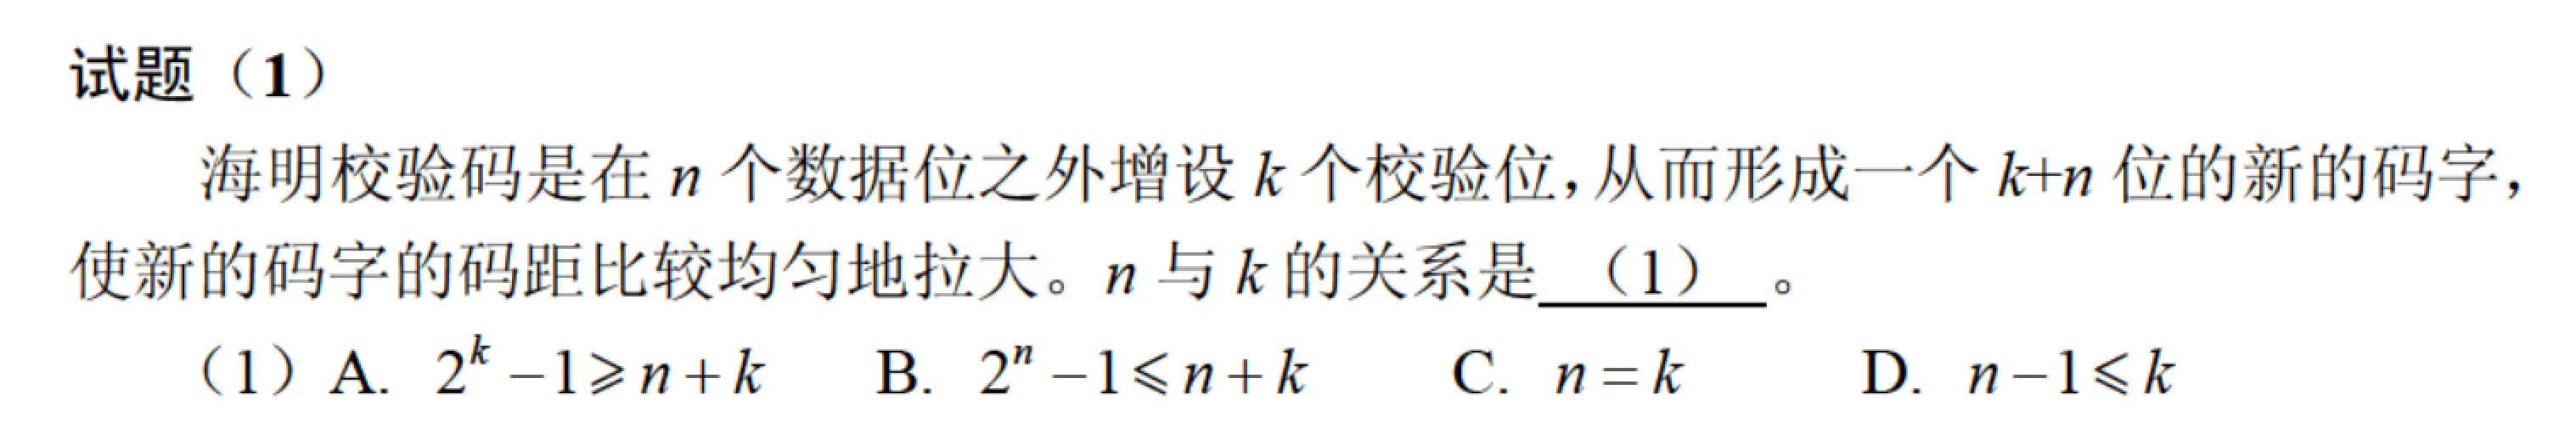 试题（1）
海明校验码是在 n 个数据位之外增设 k 个校验位，从而形成一个 k+n 位的新的码字，
使新的码字的码距比较均匀地拉大。n 与 k 的关系是 （1） 。
（1）A. 2^k −1⩾n+k B. 2^n −1⩽n+k C. n=k D. n−1⩽k